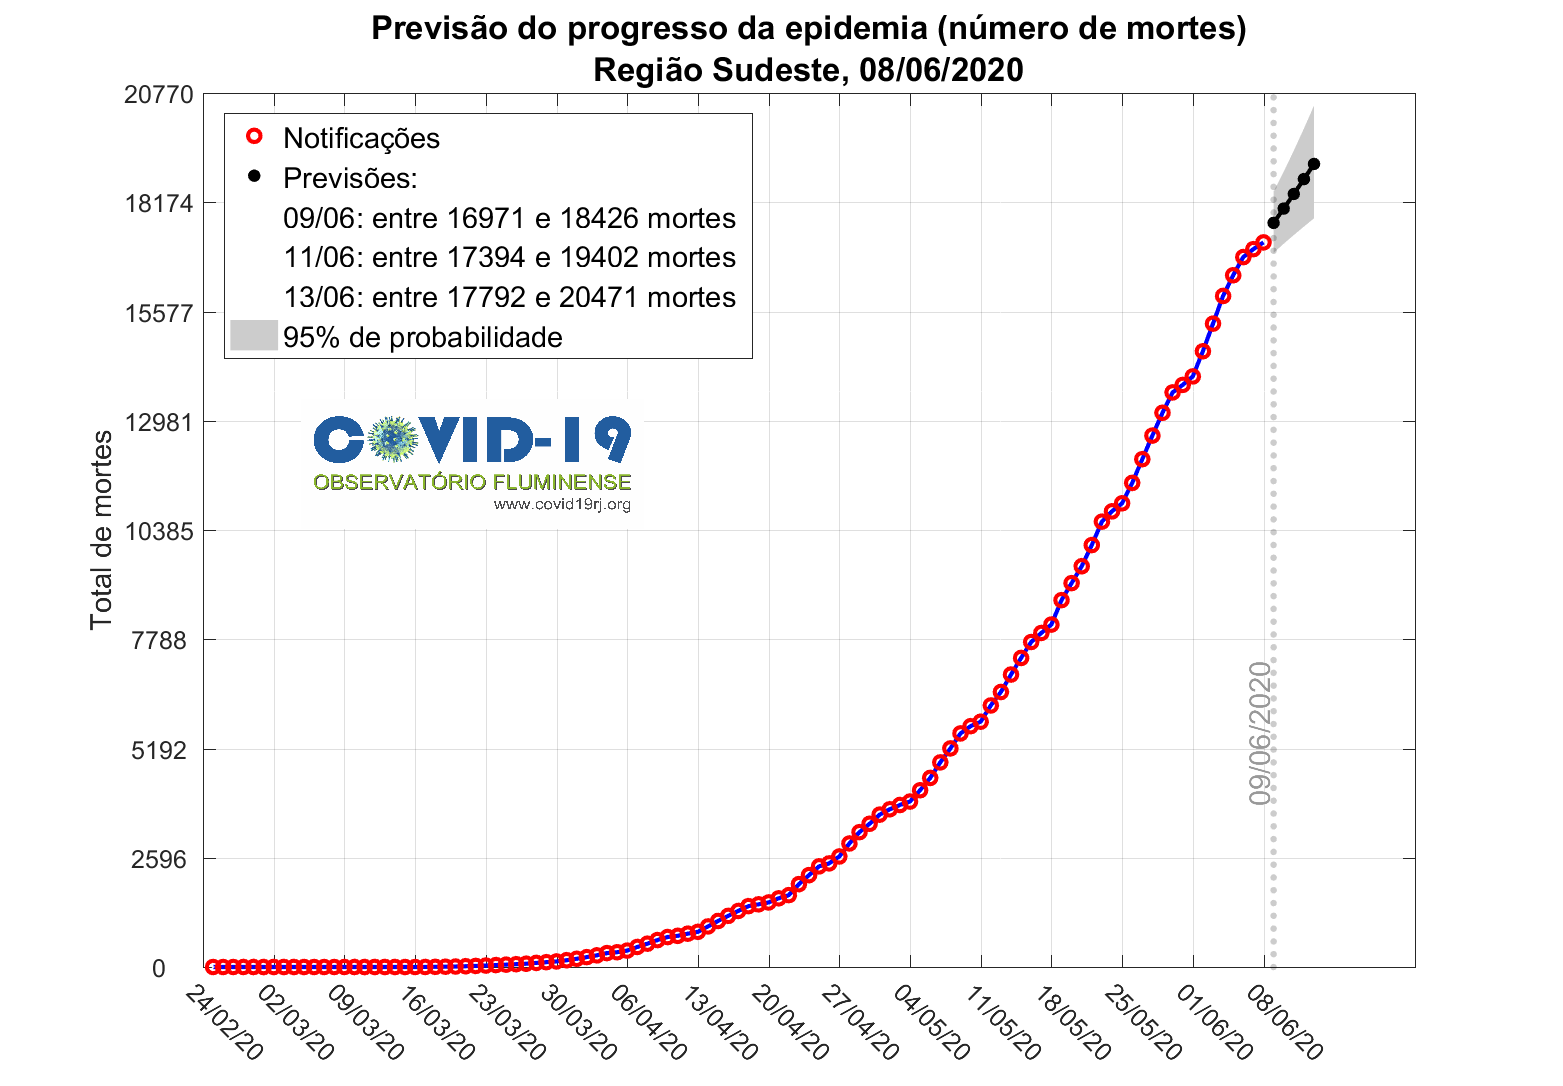 Previsão do progresso da epidemia (número de mortes)
Região Sudeste, 08/06/2020
Total de mortes
20770
18174
15577
12981
10385
7788
5192
2596
0
Notificações
Previsões:
09/06: entre 16971 e 18426 mortes
11/06: entre 17394 e 19402 mortes
13/06: entre 17792 e 20471 mortes
95% de probabilidade
COVID-19
OBSERVATÓRIO FLUMINENSE
www.covid19rj.org
09/06/2020
24/02/20
02/03/20
09/03/20
16/03/20
23/03/20
30/03/20
06/04/20
13/04/20
20/04/20
27/04/20
04/05/20
11/05/20
18/05/20
25/05/20
01/06/20
08/06/20